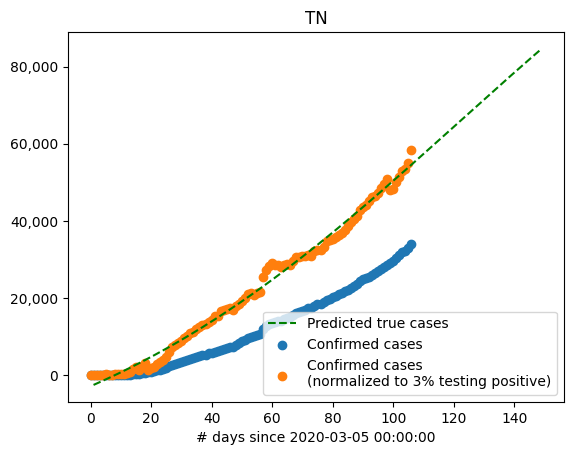 TN
80,000
60,000
40,000
20,000
0
0 20 40 60 80 100 120 140
# days since 2020-03-05 00:00:00
Predicted true cases
Confirmed cases
Confirmed cases
(normalized to 3% testing positive)